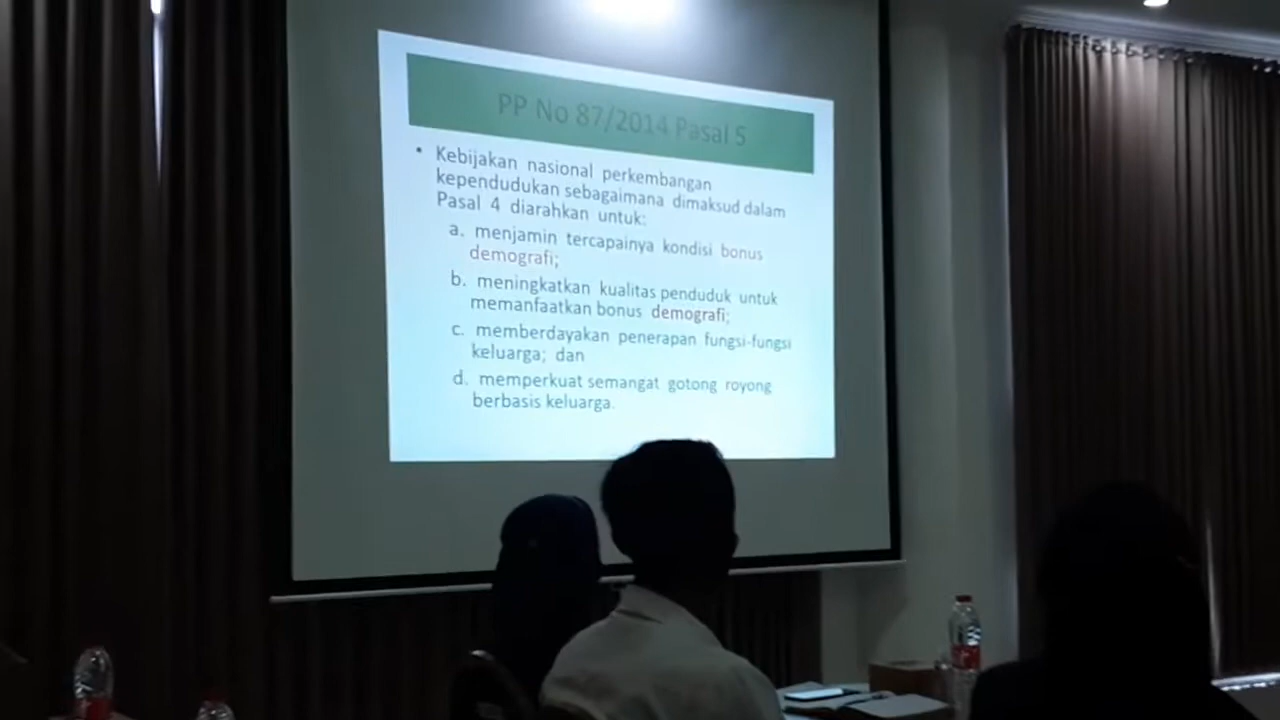 PP No 87/2014 Pasal 5
• Kebijakan nasional perkembangan
kependudukan sebagaimana dimaksud dalam
Pasal 4 diarahkan untuk:
a. menjamin tercapainya kondisi bonus
demografi;
b. meningkatkan kualitas penduduk untuk
memanfaatkan bonus demografi;
c. memberdayakan penerapan fungsi-fungsi
keluarga; dan
d. memperkuat semangat gotong royong
berbasis keluarga.